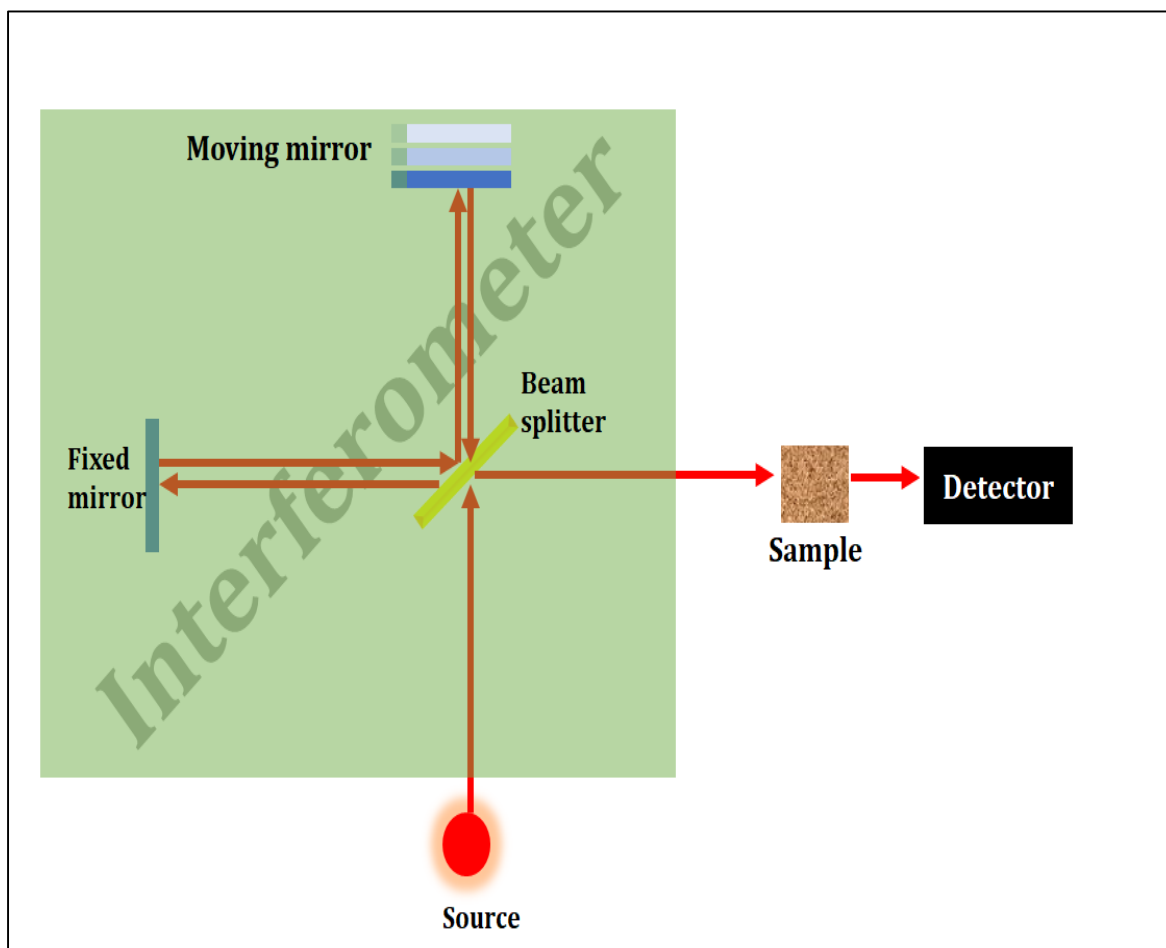 Moving mirror
Interferometer
Beam
splitter
Fixed
mirror
Detector
Sample
Source